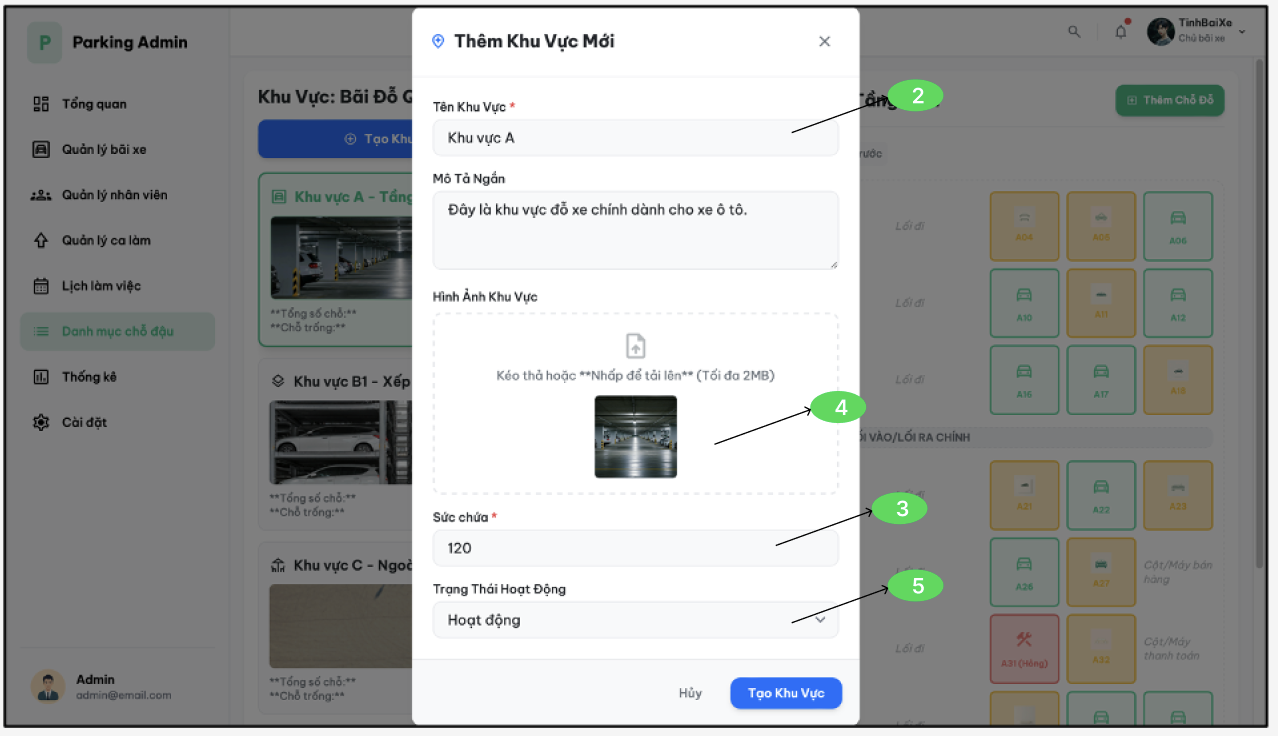 P
Parking Admin
Tổng quan
Quản lý bãi xe
Quản lý nhân viên
Quản lý ca làm
Lịch làm việc
Danh mục chỗ đậu
Thống kê
Cài đặt
Admin
admin@email.com
TinhBaiXe
Chủ bãi xe
Khu Vực: Bãi Đỗ
Tạo Khu
Khu vực A - Tầng
**Tổng số chỗ:**
**Chỗ trống:**
Khu vực B1 - Xếp
**Tổng số chỗ:**
**Chỗ trống:**
Khu vực C - Ngoà
**Tổng số chỗ:**
**Chỗ trống:**
Thêm Khu Vực Mới
Tên Khu Vực *
Khu vực A
2
Mô Tả Ngắn
Đây là khu vực đỗ xe chính dành cho xe ô tô.
Hình Ảnh Khu Vực
Kéo thả hoặc **Nhấp để tải lên** (Tối đa 2MB)
4
Sức chứa *
120
3
Trạng Thái Hoạt Động
Hoạt động
5
Hủy
Tạo Khu Vực
Thêm Chỗ Đỗ
Lối đi
A04
A05
A06
Lối đi
A10
A11
A12
Lối đi
A16
A17
A18
VÀO/LỐI RA CHÍNH
A21
A22
A23
A26
A27
Cột/Máy bán
hàng
Lối đi
A31 (Hỏng)
A32
Cột/Máy
thanh toán